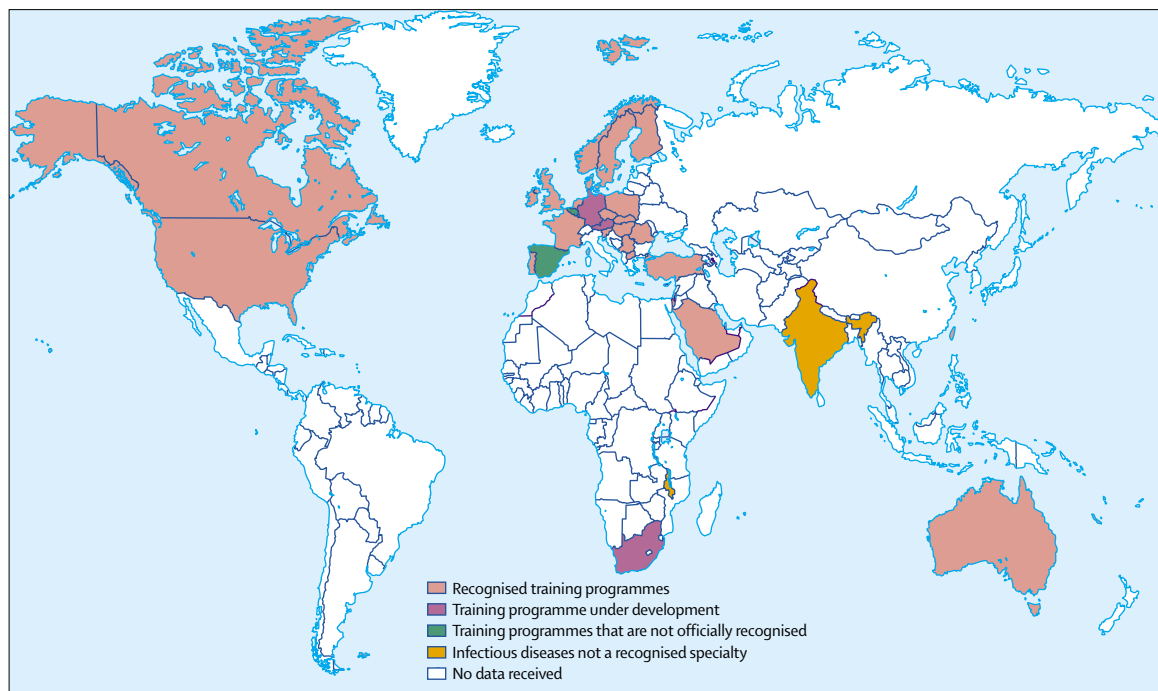 Recognised training programmes
Training programme under development
Training programmes that are not officially recognised
Infectious diseases not a recognised specialty
No data received